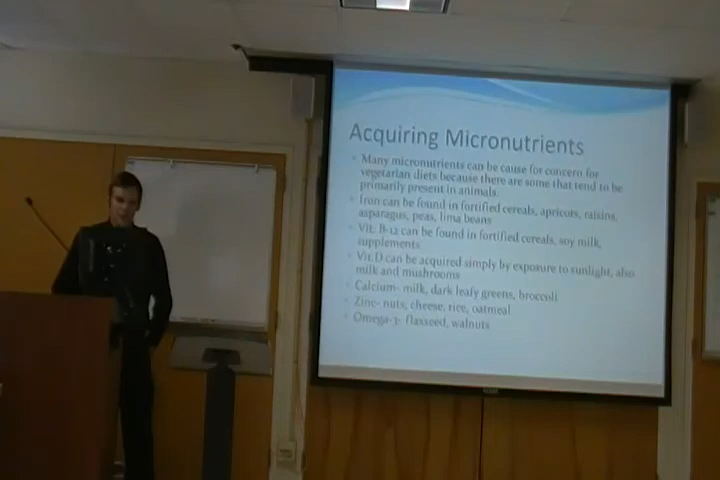 Acquiring Micronutrients
Many micronutrients can be cause for concern for
vegetarian diets because there are some that tend to be
primarily present in animals.
Iron can be found in fortified cereals, apricots, raisins,
asparagus, peas, lima beans
Vit. B-12 can be found in fortified cereals, soy milk,
supplements
Vit D can be acquired simply by exposure to sunlight, also
milk and mushrooms
Calcium- milk, dark leafy greens, broccoli
Zinc- nuts, cheese, rice, oatmeal
Omega-3- flaxseed, walnuts